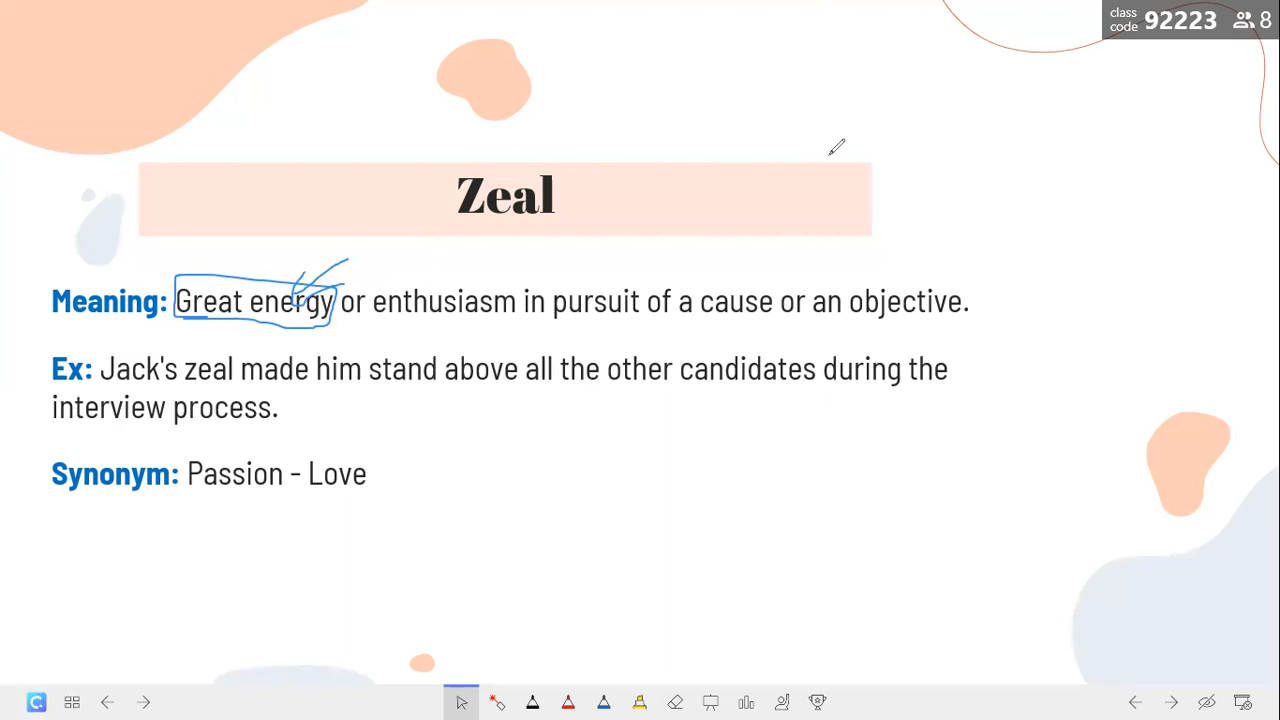 class
code 92223 8
Zeal
Meaning: Great energy or enthusiasm in pursuit of a cause or an objective.
Ex: Jack's zeal made him stand above all the other candidates during the
interview process.
Synonym: Passion - Love